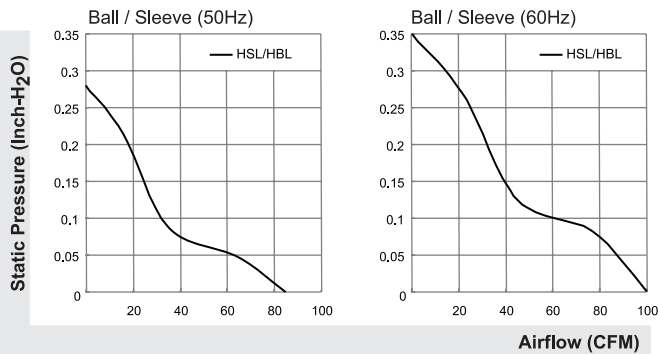 Ball / Sleeve (50Hz)
0.35
0.3
0.25
0.2
0.15
0.1
0.05
0
20 40 60 80 100
HSL/HBL
Ball / Sleeve (60Hz)
0.35
0.3
0.25
0.2
0.15
0.1
0.05
0
20 40 60 80 100
HSL/HBL
Static Pressure (Inch-H₂O)
Airflow (CFM)